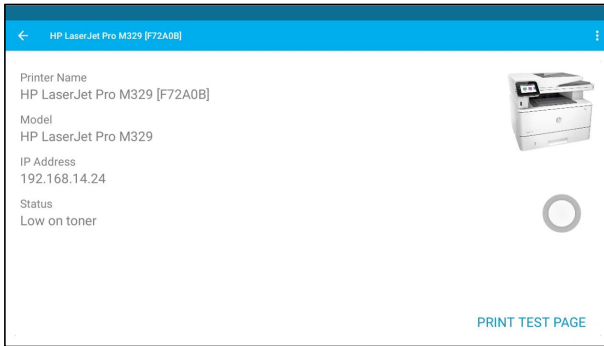 HP LaserJet Pro M329 [F72A0B]
Printer Name
HP LaserJet Pro M329 [F72A0B]
Model
HP LaserJet Pro M329
IP Address
192.168.14.24
Status
Low on toner
PRINT TEST PAGE